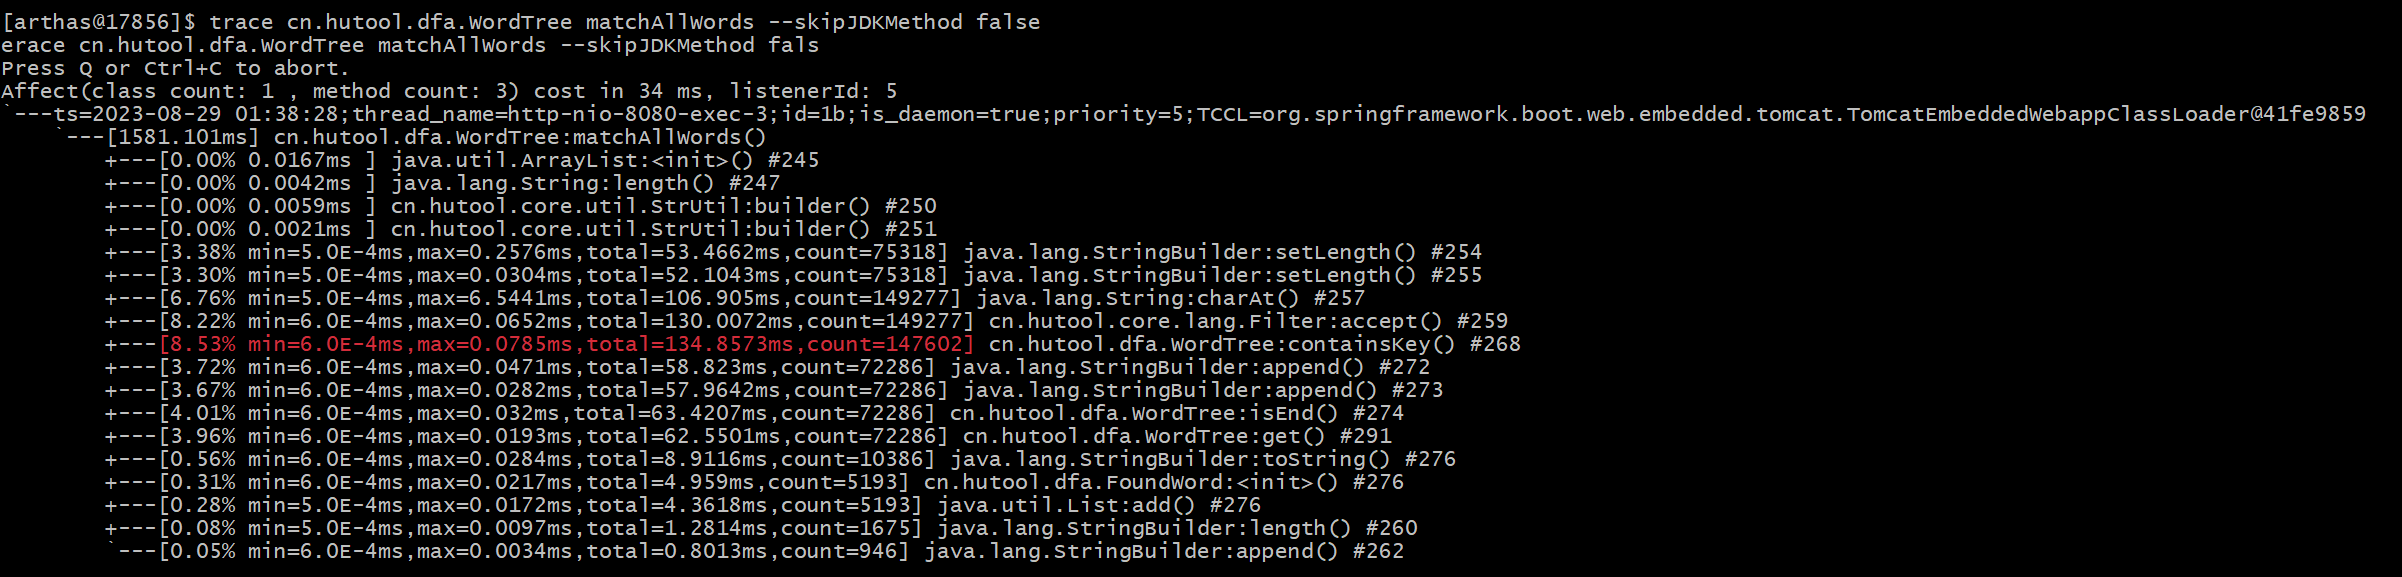 [arthas@17856]$ trace cn.hutool.dfa.WordTree matchAllWords --skipJDKMethod false
erace cn.hutool.dfa.WordTree matchAllWords --skipJDKMethod fals
Press Q or Ctrl+C to abort.
Affect(class count: 1 , method count: 3) cost in 34 ms, listenerId: 5
`---ts=2023-08-29 01:38:28;thread_name=http-nio-8080-exec-3;id=1b;is_daemon=true;priority=5;TCCL=org.springframework.boot.web.embedded.tomcat.TomcatEmbeddedWebappClassLoader@41fe9859
    `---[1581.101ms] cn.hutool.dfa.WordTree:matchAllWords()
        +---[0.00% 0.0167ms ] java.util.ArrayList:<init>() #245
        +---[0.00% 0.0042ms ] java.lang.String:length() #247
        +---[0.00% 0.0059ms ] cn.hutool.core.util.StrUtil:builder() #250
        +---[0.00% 0.0021ms ] cn.hutool.core.util.StrUtil:builder() #251
        +---[3.38% min=5.0E-4ms,max=0.2576ms,total=53.4662ms,count=75318] java.lang.StringBuilder:setLength() #254
        +---[3.30% min=5.0E-4ms,max=0.0304ms,total=52.1043ms,count=75318] java.lang.StringBuilder:setLength() #255
        +---[6.76% min=5.0E-4ms,max=6.5441ms,total=106.905ms,count=149277] java.lang.String:charAt() #257
        +---[8.22% min=6.0E-4ms,max=0.0652ms,total=130.0072ms,count=149277] cn.hutool.core.lang.Filter:accept() #259
        +---[8.53% min=6.0E-4ms,max=0.0785ms,total=134.8573ms,count=147602] cn.hutool.dfa.WordTree:containsKey() #268
        +---[3.72% min=6.0E-4ms,max=0.0471ms,total=58.823ms,count=72286] java.lang.StringBuilder:append() #272
        +---[3.67% min=6.0E-4ms,max=0.0282ms,total=57.9642ms,count=72286] java.lang.StringBuilder:append() #273
        +---[4.01% min=6.0E-4ms,max=0.032ms,total=63.4207ms,count=72286] cn.hutool.dfa.WordTree:isEnd() #274
        +---[3.96% min=6.0E-4ms,max=0.0193ms,total=62.5501ms,count=72286] cn.hutool.dfa.WordTree:get() #291
        +---[0.56% min=6.0E-4ms,max=0.0284ms,total=8.9116ms,count=10386] java.lang.StringBuilder:toString() #276
        +---[0.31% min=6.0E-4ms,max=0.0217ms,total=4.959ms,count=5193] cn.hutool.dfa.FoundWord:<init>() #276
        +---[0.28% min=5.0E-4ms,max=0.0172ms,total=4.3618ms,count=5193] java.util.List:add() #276
        +---[0.08% min=5.0E-4ms,max=0.0097ms,total=1.2814ms,count=1675] java.lang.StringBuilder:length() #260
        `---[0.05% min=6.0E-4ms,max=0.0034ms,total=0.8013ms,count=946] java.lang.StringBuilder:append() #262